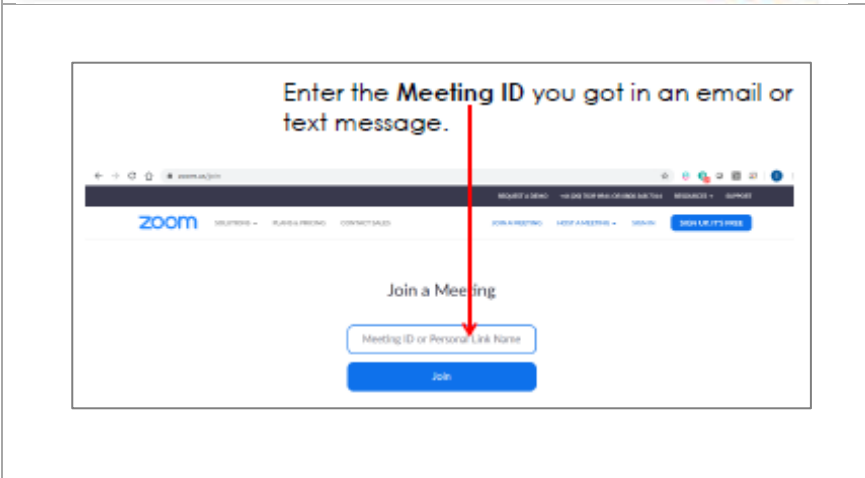 Enter the Meeting ID you got in an email or
text message.
zoom.us/join
REQUEST A DEMO RESOURCES SUPPORT
zoom SOLUTIONS PLANS & PRICING CONTACT SALES JOIN A MEETING HOST A MEETING SIGN IN SIGN UP, IT'S FREE
Join a Meeting
Meeting ID or Personal Link Name
Join